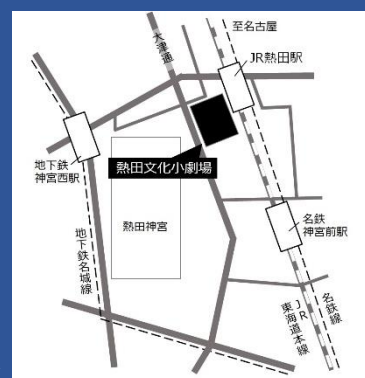 至名古屋
大津通
JR熱田駅
地下鉄
神宮西駅
熱田文化小劇場
熱田神宮
名鉄
神宮前駅
地下鉄名城線
JR
東海道本線
名鉄線